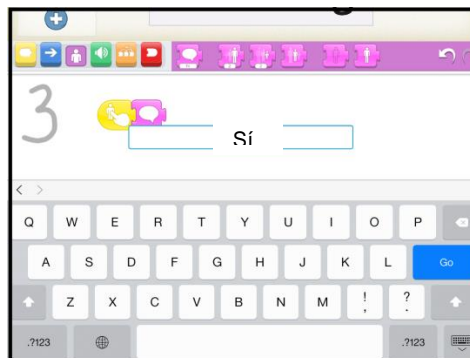 3
Sí
Q W E R T Y U I O P
A S D F G H J K L Go
Z X C V B N M ! , ? .
.?123 .?123